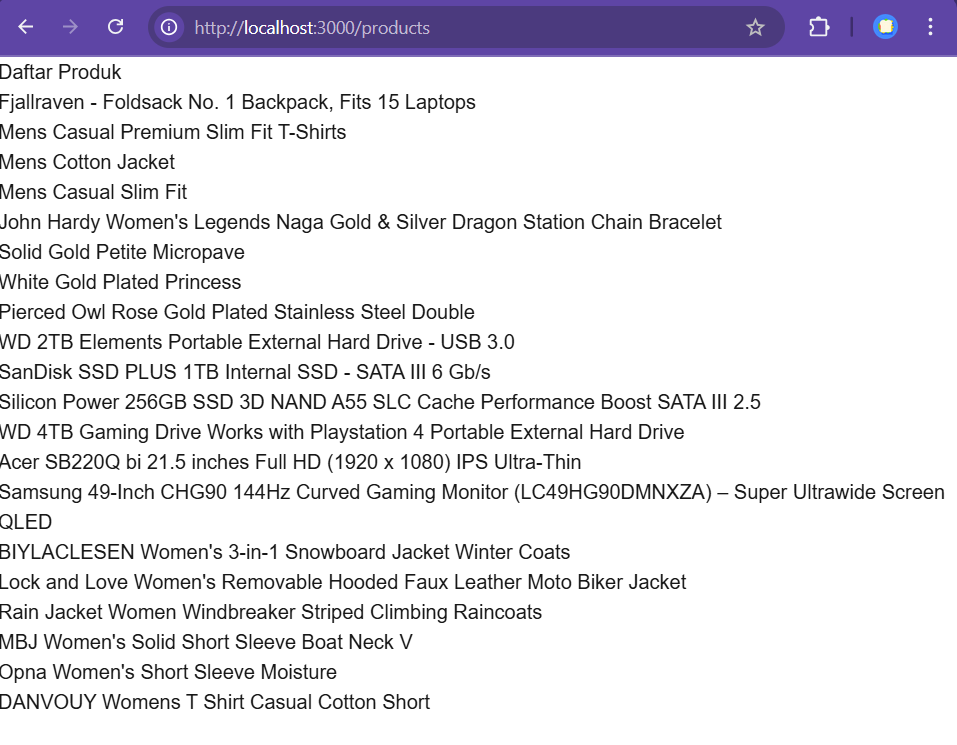 http://localhost:3000/products
Daftar Produk
Fjallraven - Foldsack No. 1 Backpack, Fits 15 Laptops
Mens Casual Premium Slim Fit T-Shirts
Mens Cotton Jacket
Mens Casual Slim Fit
John Hardy Women's Legends Naga Gold & Silver Dragon Station Chain Bracelet
Solid Gold Petite Micropave
White Gold Plated Princess
Pierced Owl Rose Gold Plated Stainless Steel Double
WD 2TB Elements Portable External Hard Drive - USB 3.0
SanDisk SSD PLUS 1TB Internal SSD - SATA III 6 Gb/s
Silicon Power 256GB SSD 3D NAND A55 SLC Cache Performance Boost SATA III 2.5
WD 4TB Gaming Drive Works with Playstation 4 Portable External Hard Drive
Acer SB220Q bi 21.5 inches Full HD (1920 x 1080) IPS Ultra-Thin
Samsung 49-Inch CHG90 144Hz Curved Gaming Monitor (LC49HG90DMNXZA) – Super Ultrawide Screen
QLED
BIYLACLESEN Women's 3-in-1 Snowboard Jacket Winter Coats
Lock and Love Women's Removable Hooded Faux Leather Moto Biker Jacket
Rain Jacket Women Windbreaker Striped Climbing Raincoats
MBJ Women's Solid Short Sleeve Boat Neck V
Opna Women's Short Sleeve Moisture
DANVOUY Womens T Shirt Casual Cotton Short